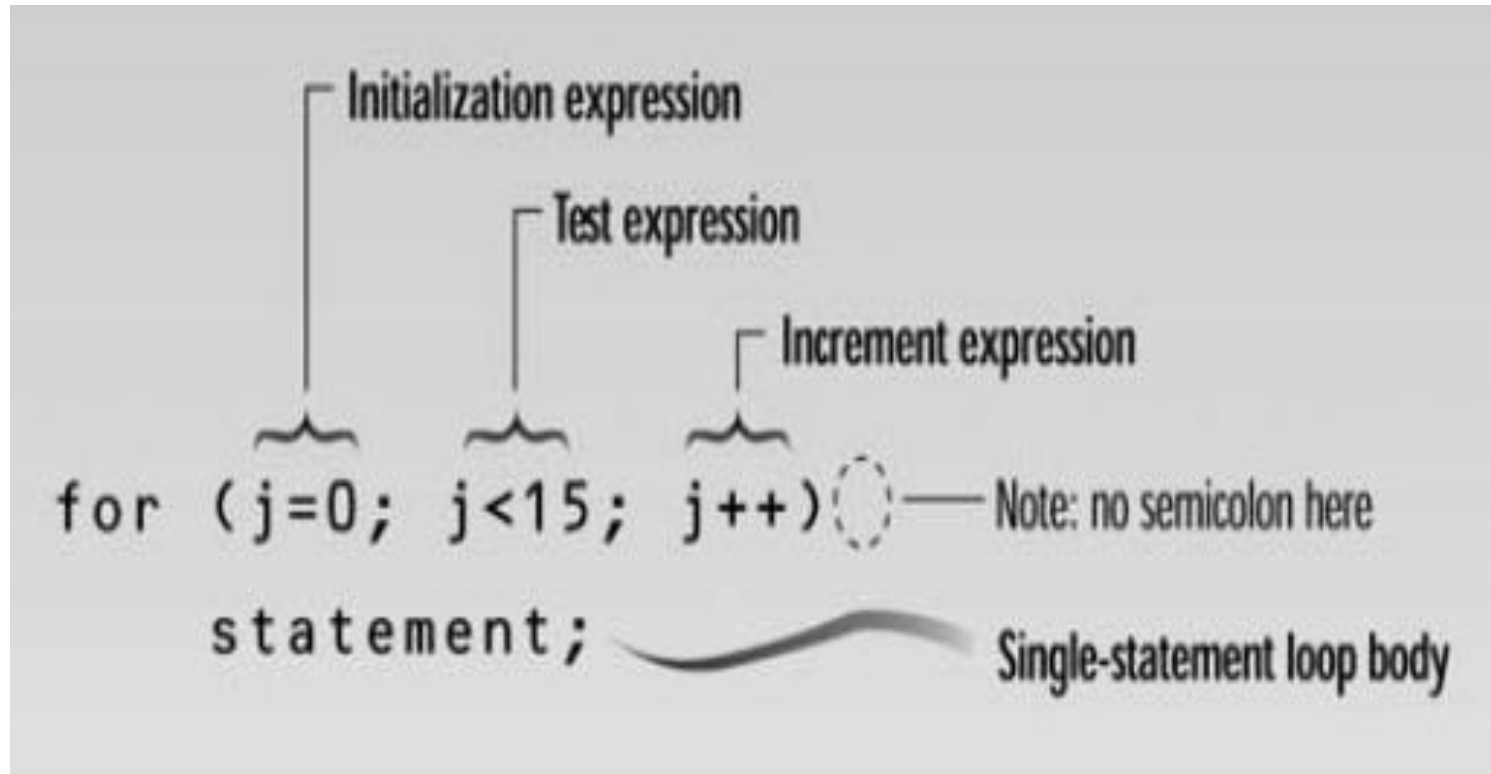 Initialization expression
Test expression
Increment expression
for (j=0; j<15; j++)
Note: no semicolon here
statement;
Single-statement loop body